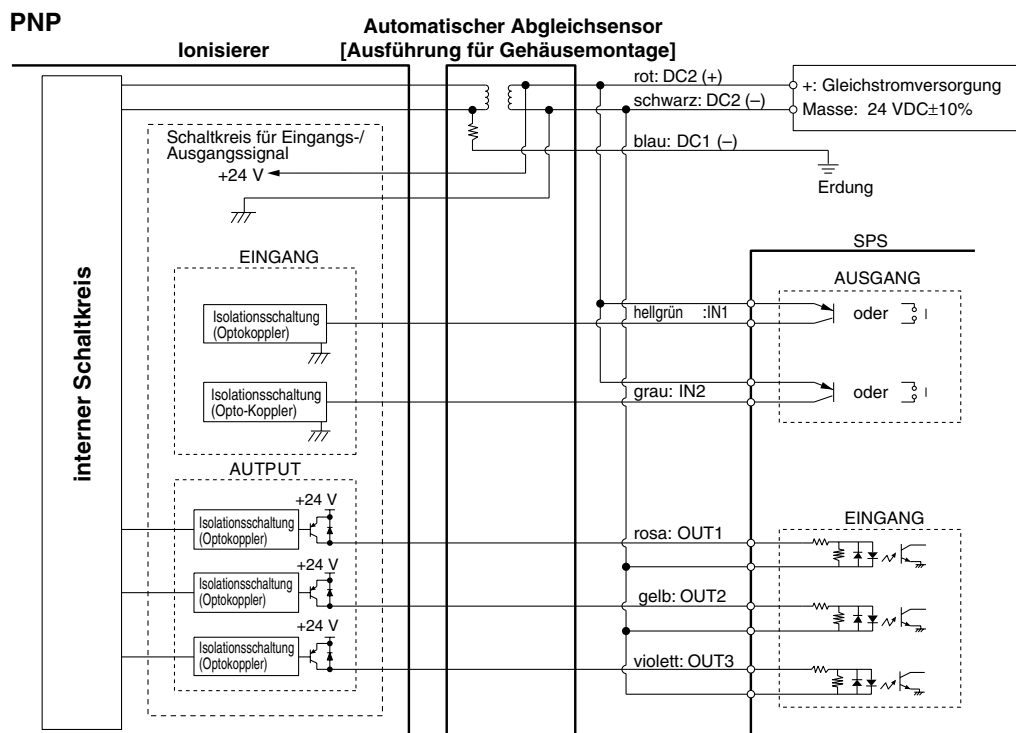 PNP
Automatischer Abgleichsensor
Ionisierer
[Ausführung für Gehäusemontage]
rot: DC2 (+)
+: Gleichstromversorgung
schwarz: DC2 (–)
Masse: 24 VDC±10%
Schaltkreis für Eingangs-/
Ausgangssignal
blau: DC1 (–)
+24 V
Erdung
SPS
EINGANG
AUSGANG
interner Schaltkreis
Isolationsschaltung
(Optokoppler)
hellgrün :IN1
oder
Isolationsschaltung
(Opto-Koppler)
grau: IN2
oder
AUTPUT
+24 V
Isolationsschaltung
(Optokoppler)
rosa: OUT1
EINGANG
+24 V
Isolationsschaltung
(Optokoppler)
gelb: OUT2
+24 V
Isolationsschaltung
(Optokoppler)
violett: OUT3